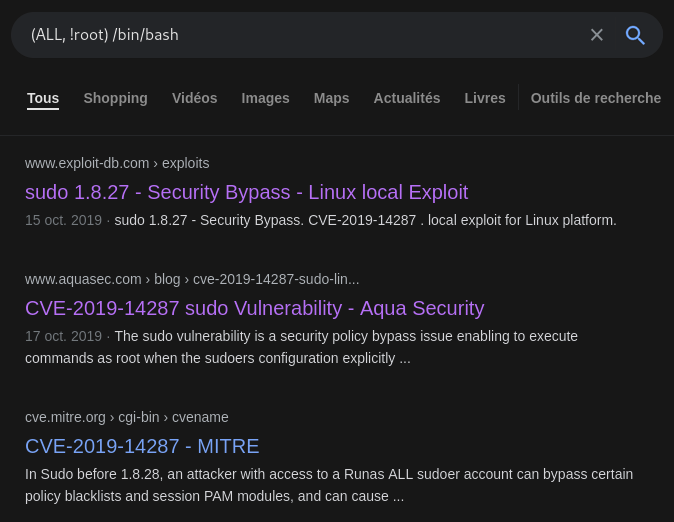 (ALL, !root) /bin/bash
Tous Shopping Vidéos Images Maps Actualités Livres Outils de recherche
www.exploit-db.com › exploits
sudo 1.8.27 - Security Bypass - Linux local Exploit
15 oct. 2019 · sudo 1.8.27 - Security Bypass. CVE-2019-14287 . local exploit for Linux platform.
www.aquasec.com › blog › cve-2019-14287-sudo-lin...
CVE-2019-14287 sudo Vulnerability - Aqua Security
17 oct. 2019 · The sudo vulnerability is a security policy bypass issue enabling to execute
commands as root when the sudoers configuration explicitly ...
cve.mitre.org › cgi-bin › cvename
CVE-2019-14287 - MITRE
In Sudo before 1.8.28, an attacker with access to a Runas ALL sudoer account can bypass certain
policy blacklists and session PAM modules, and can cause ...